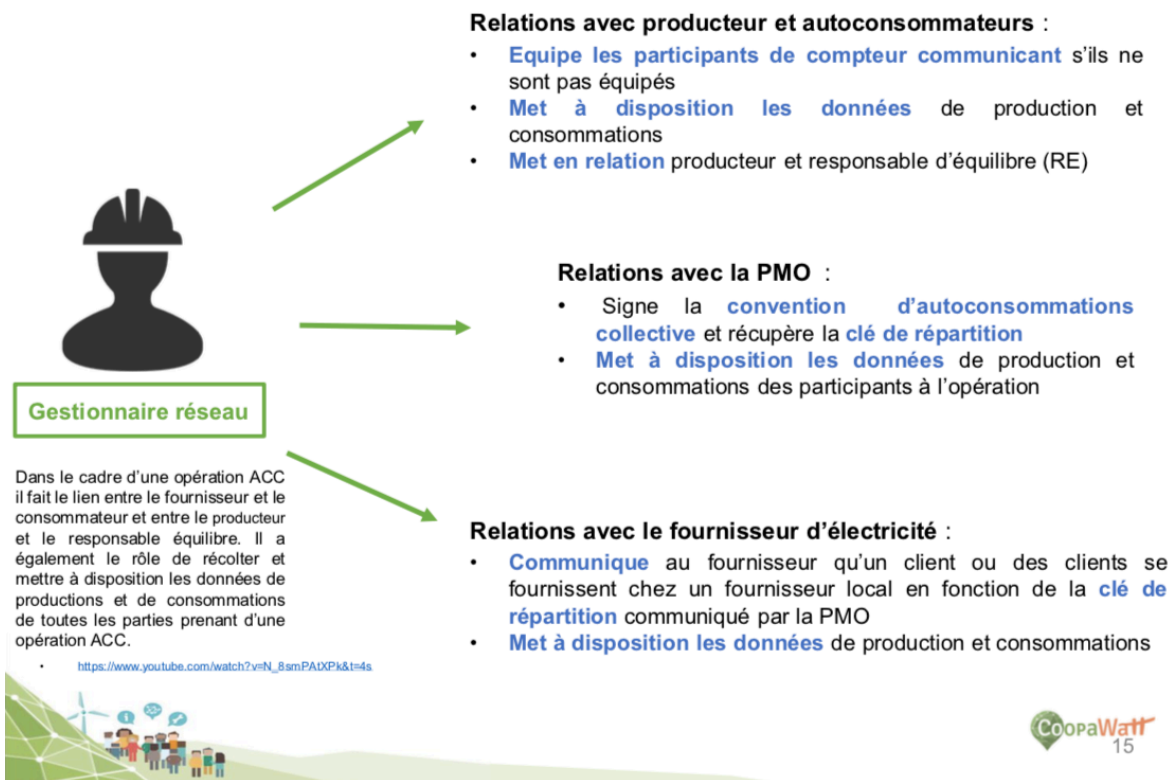 Relations avec producteur et autoconsommateurs :
• Equipe les participants de compteur communicant s'ils ne
sont pas équipés
• Met à disposition les données de production et
consommations
• Met en relation producteur et responsable d'équilibre (RE)
Relations avec la PMO :
• Signe la convention d'autoconsommations
collective et récupère la clé de répartition
• Met à disposition les données de production et
consommations des participants à l'opération
Gestionnaire réseau
Dans le cadre d'une opération ACC
il fait le lien entre le fournisseur et le
consommateur et entre le producteur
et le responsable équilibre. Il a
également le rôle de récolter et
mettre à disposition les données de
productions et de consommations
de toutes les parties prenant d'une
opération ACC.
• https://www.youtube.com/watch?v=N_8smPAtXPk&t=4s
Relations avec le fournisseur d'électricité :
• Communique au fournisseur qu'un client ou des clients se
fournissent chez un fournisseur local en fonction de la clé de
répartition communiqué par la PMO
• Met à disposition les données de production et consommations
CoopaWatt
15